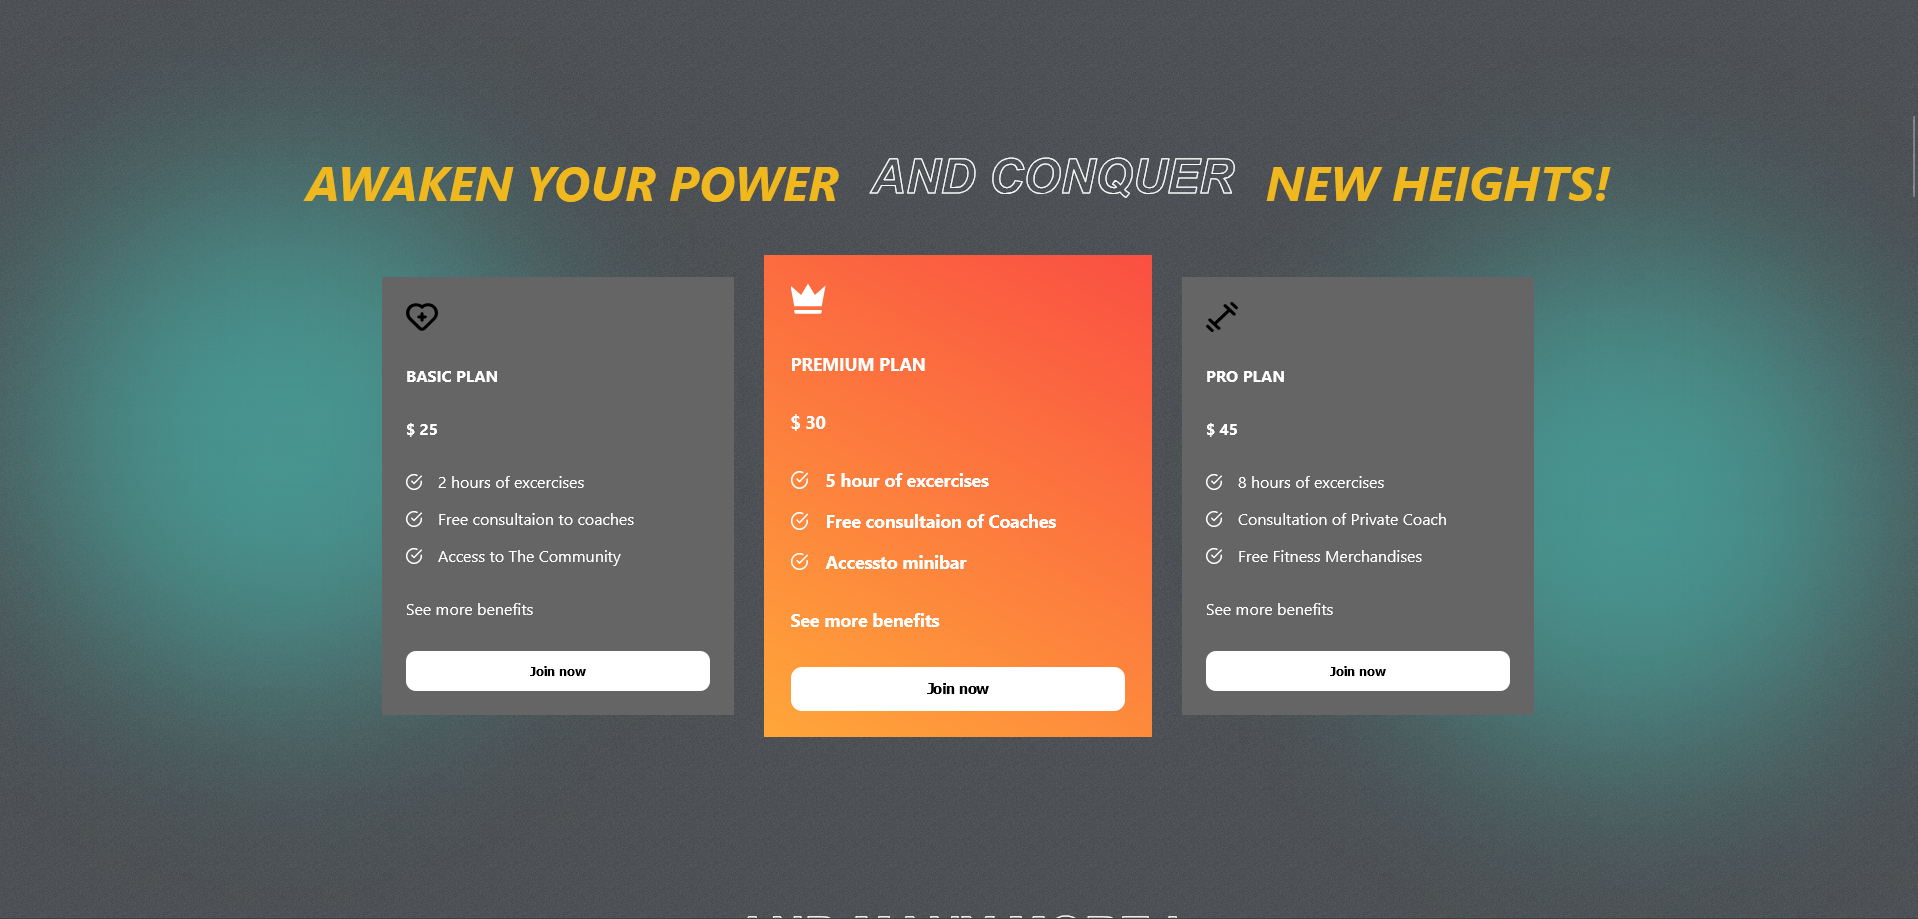 AWAKEN YOUR POWER AND CONQUER NEW HEIGHTS!
BASIC PLAN
$ 25
2 hours of excercises
Free consultaion to coaches
Access to The Community
See more benefits
Join now
PREMIUM PLAN
$ 30
5 hour of excercises
Free consultaion of Coaches
Accessto minibar
See more benefits
Join now
PRO PLAN
$ 45
8 hours of excercises
Consultation of Private Coach
Free Fitness Merchandises
See more benefits
Join now